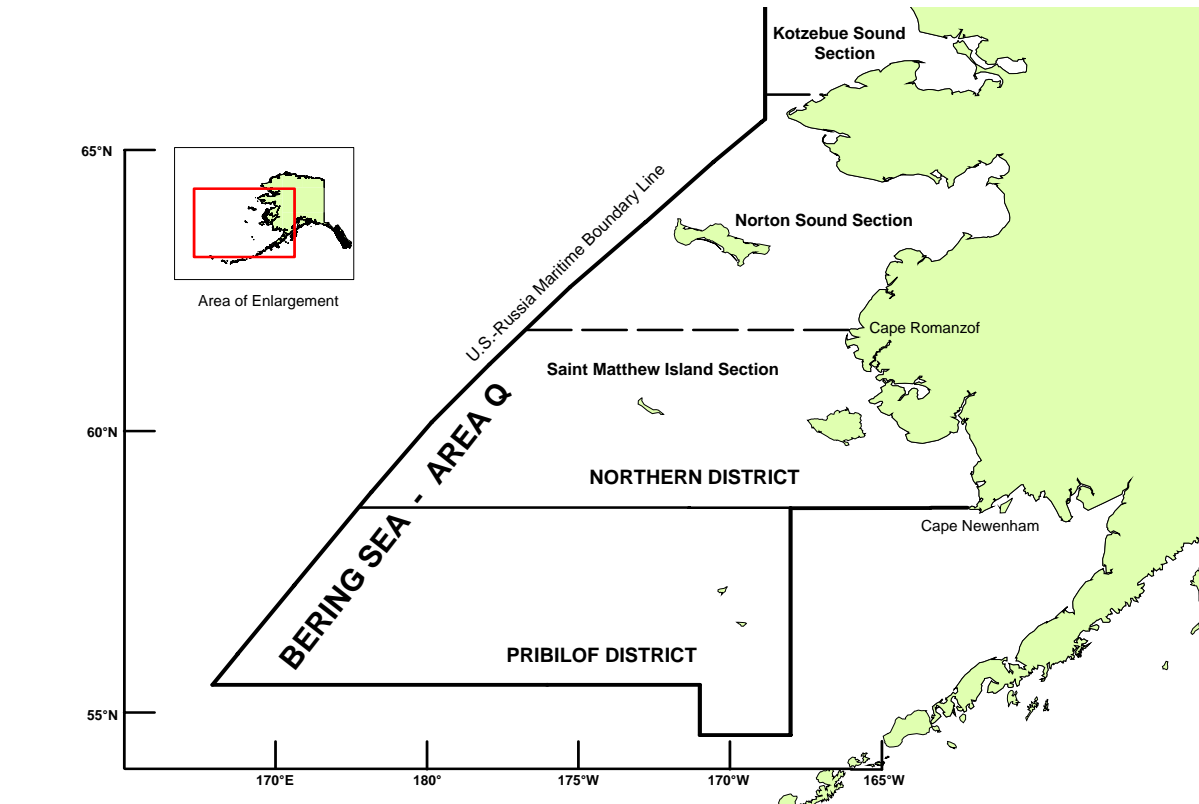 Kotzebue Sound
Section
65°N
U.S.-Russia Maritime Boundary Line
Norton Sound Section
Area of Enlargement
Cape Romanzof
Saint Matthew Island Section
BERING SEA - AREA Q
60°N
NORTHERN DISTRICT
Cape Newenham
PRIBILOF DISTRICT
55°N
170°E
180°
175°W
170°W
165°W